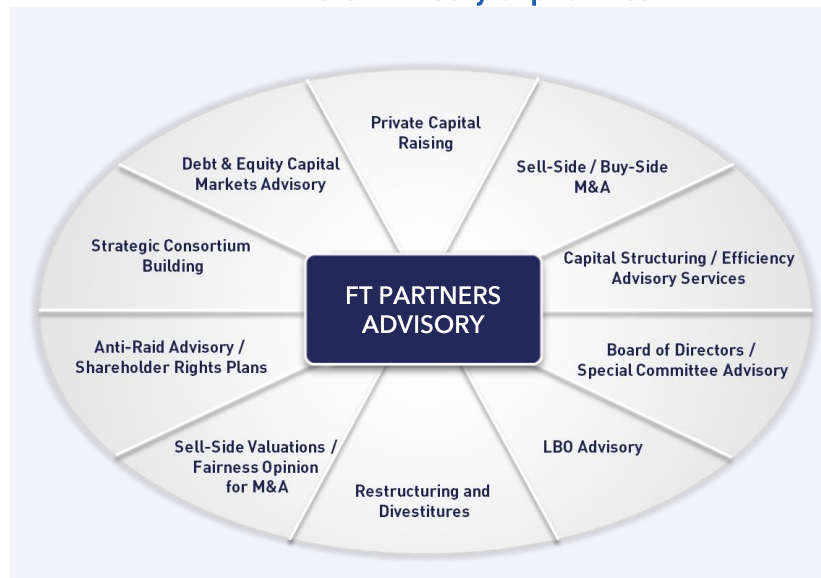 Private Capital
Raising
Debt & Equity Capital
Markets Advisory
Sell-Side / Buy-Side
M&A
Strategic Consortium
Building
Capital Structuring / Efficiency
Advisory Services
FT PARTNERS
ADVISORY
Anti-Raid Advisory /
Shareholder Rights Plans
Board of Directors /
Special Committee Advisory
Sell-Side Valuations /
Fairness Opinion
for M&A
LBO Advisory
Restructuring and
Divestitures